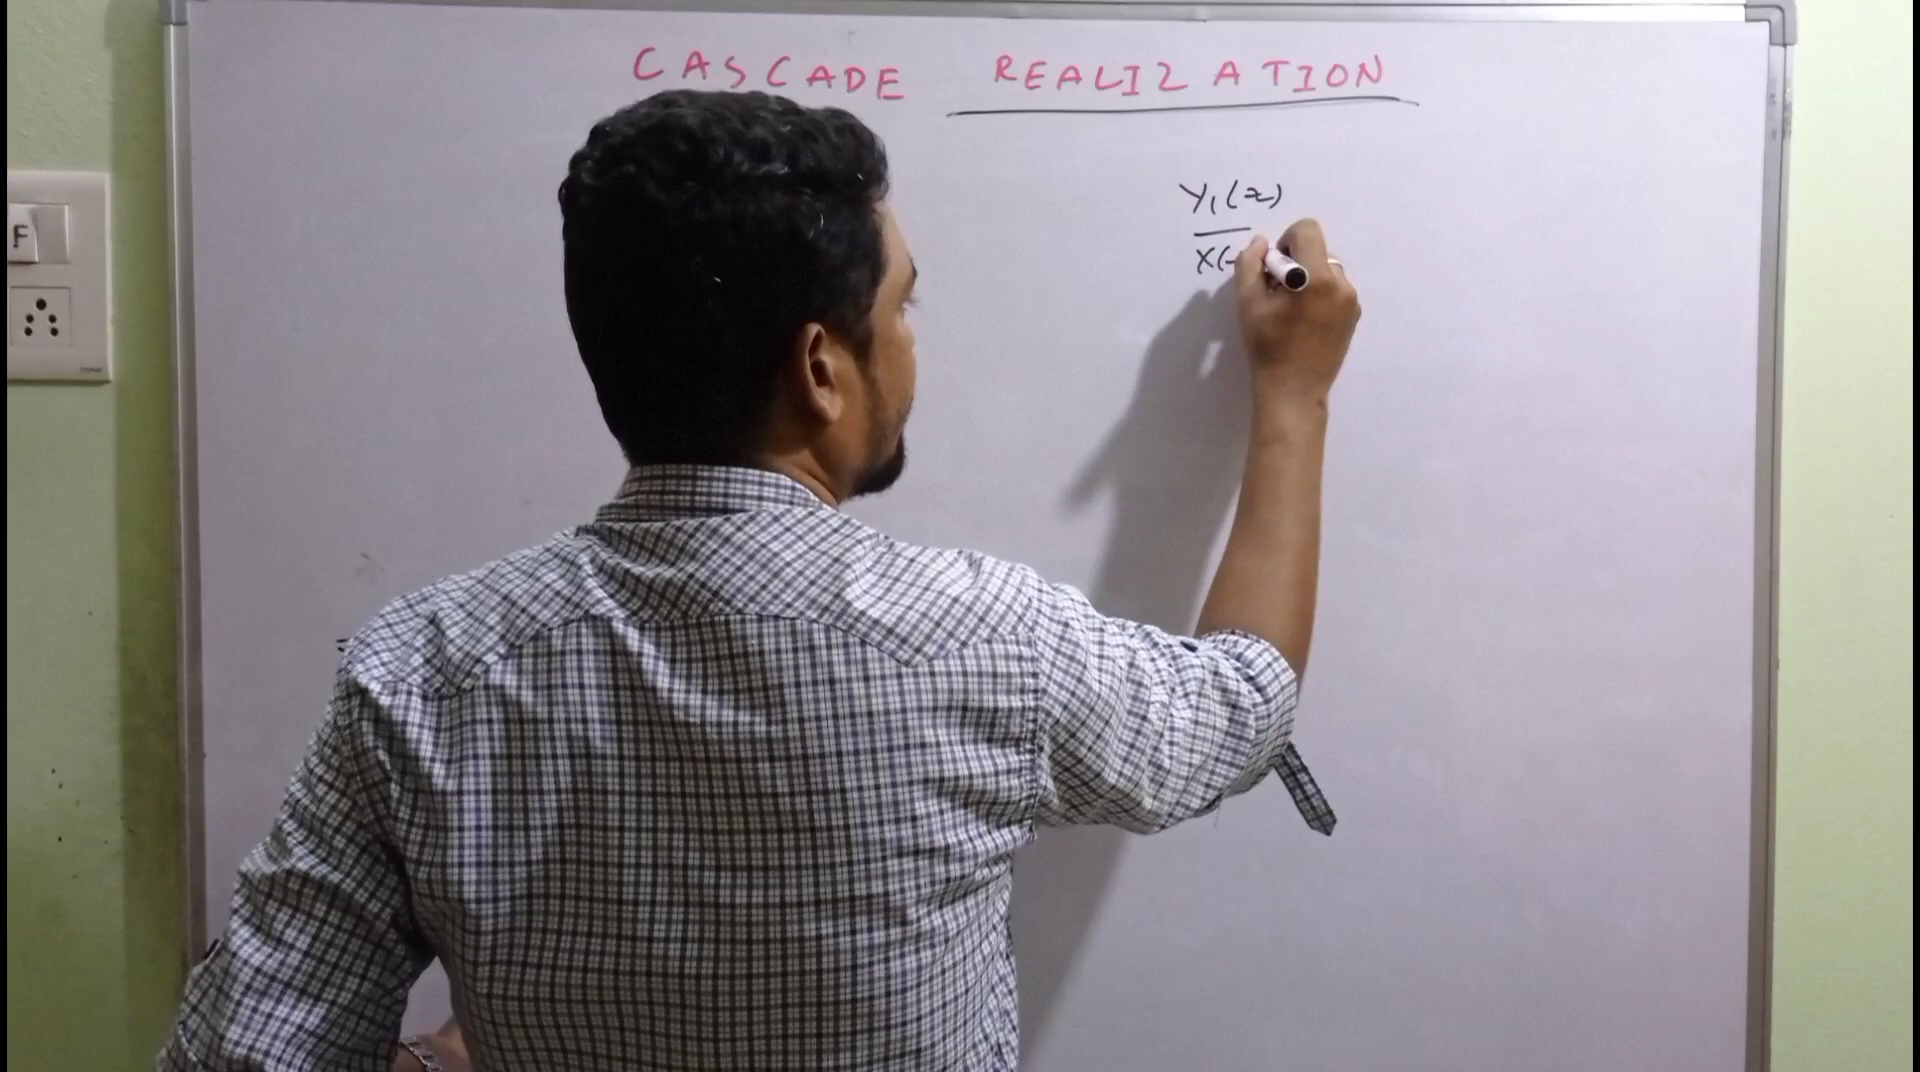 F
CASCADE REALIZATION
Y₁(z)
X(